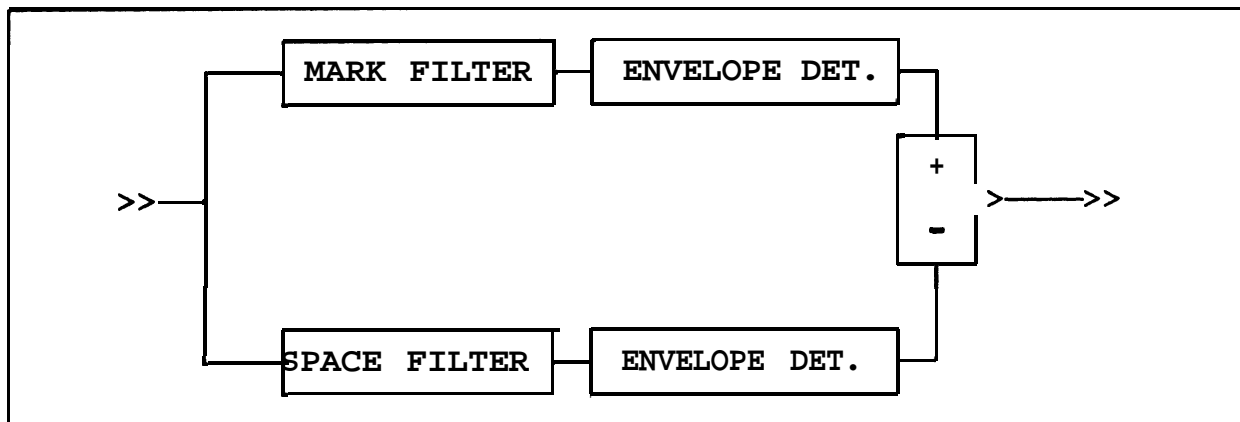 MARK FILTER
ENVELOPE DET.
+
>>
>
>>
-
SPACE FILTER
ENVELOPE DET.